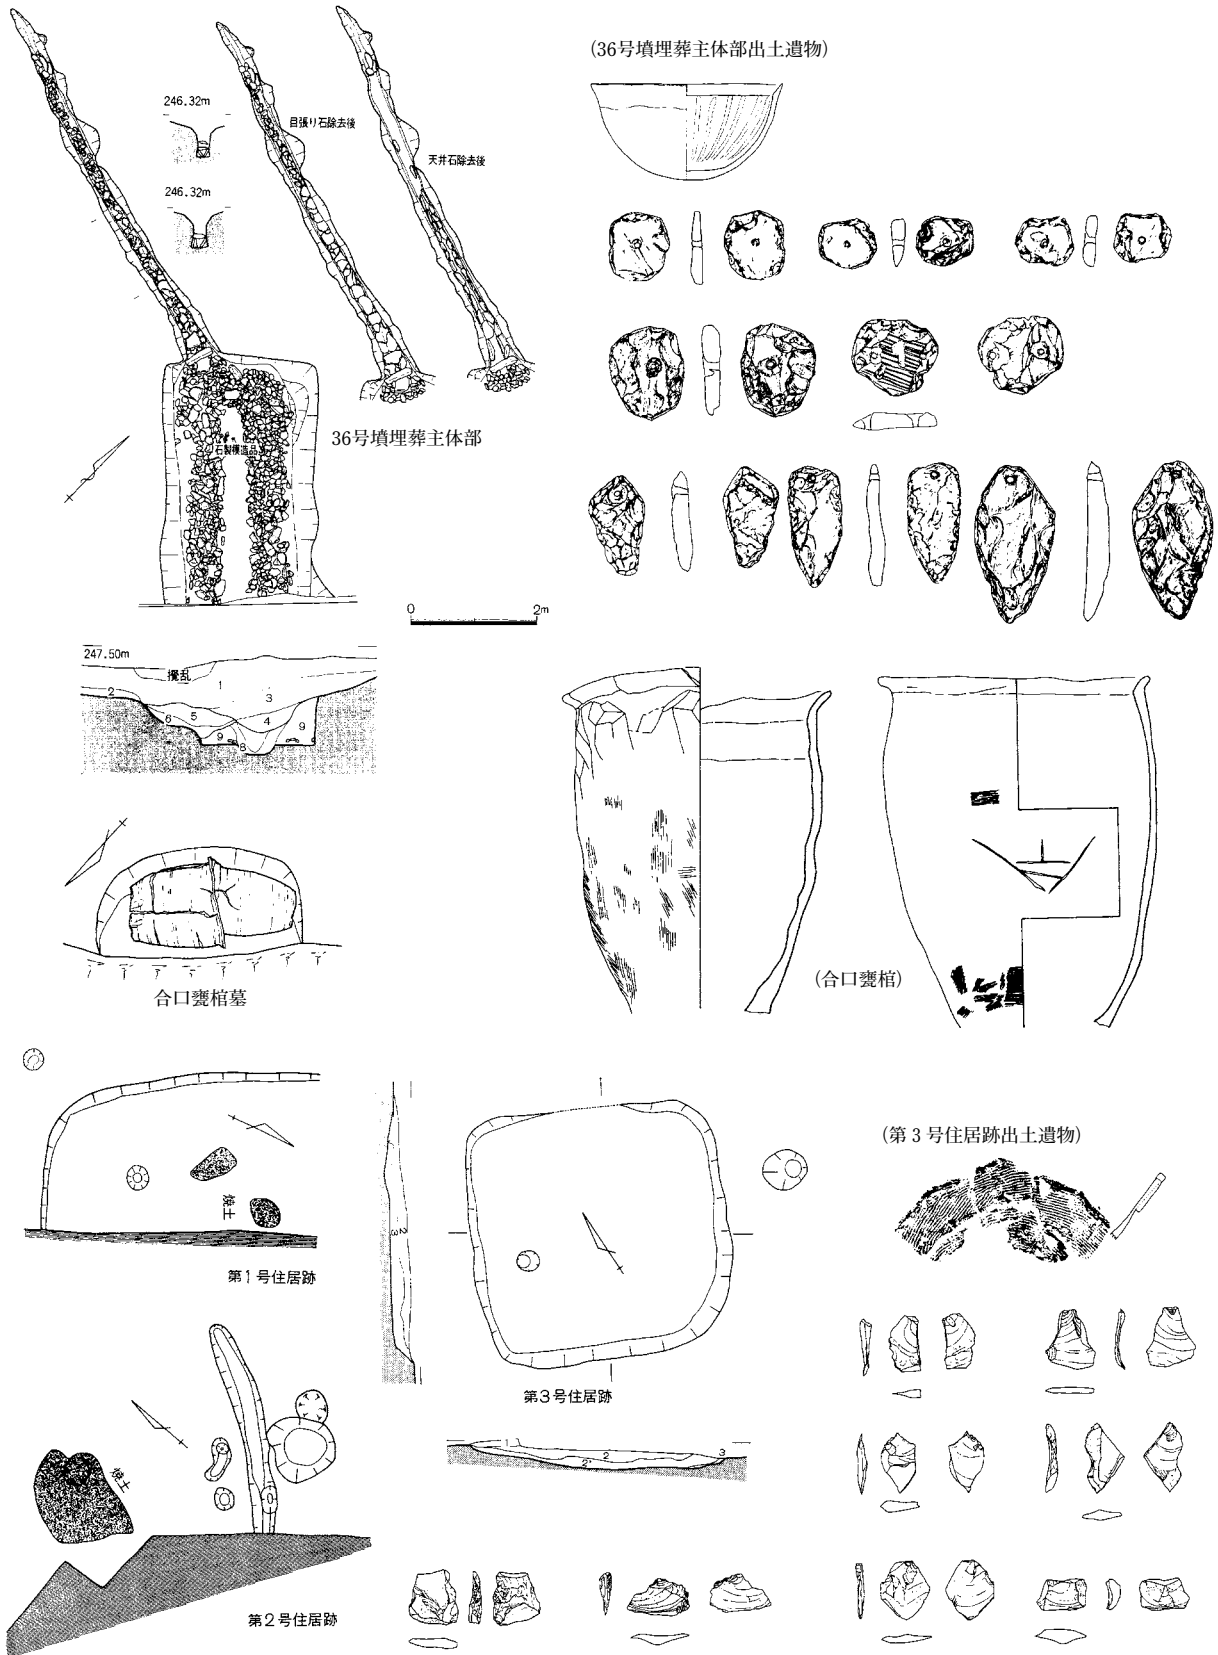 (36号墳埋葬主体部出土遺物)
246.32m
目張り石除去後
天井石除去後
246.32m
石製模造品
36号墳埋葬主体部
0 2m
247.50m
攪乱
1
2
3
5
6
4
9
9
8
合口甕棺墓
(合口甕棺)
焼土
第1号住居跡
2
3
第3号住居跡
(第3号住居跡出土遺物)
1
2
2'
3
焼土
第2号住居跡